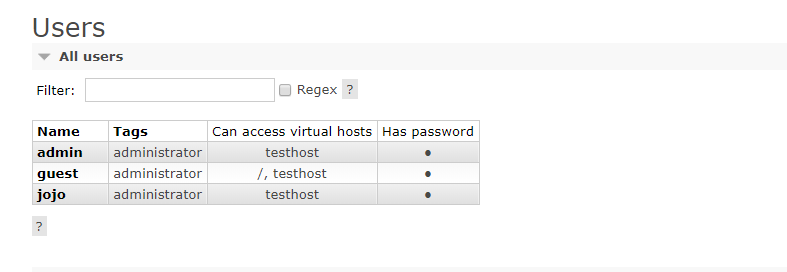 Users
All users
Filter: Regex ?
Name Tags Can access virtual hosts Has password
admin administrator testhost ●
guest administrator /, testhost ●
jojo administrator testhost ●
?